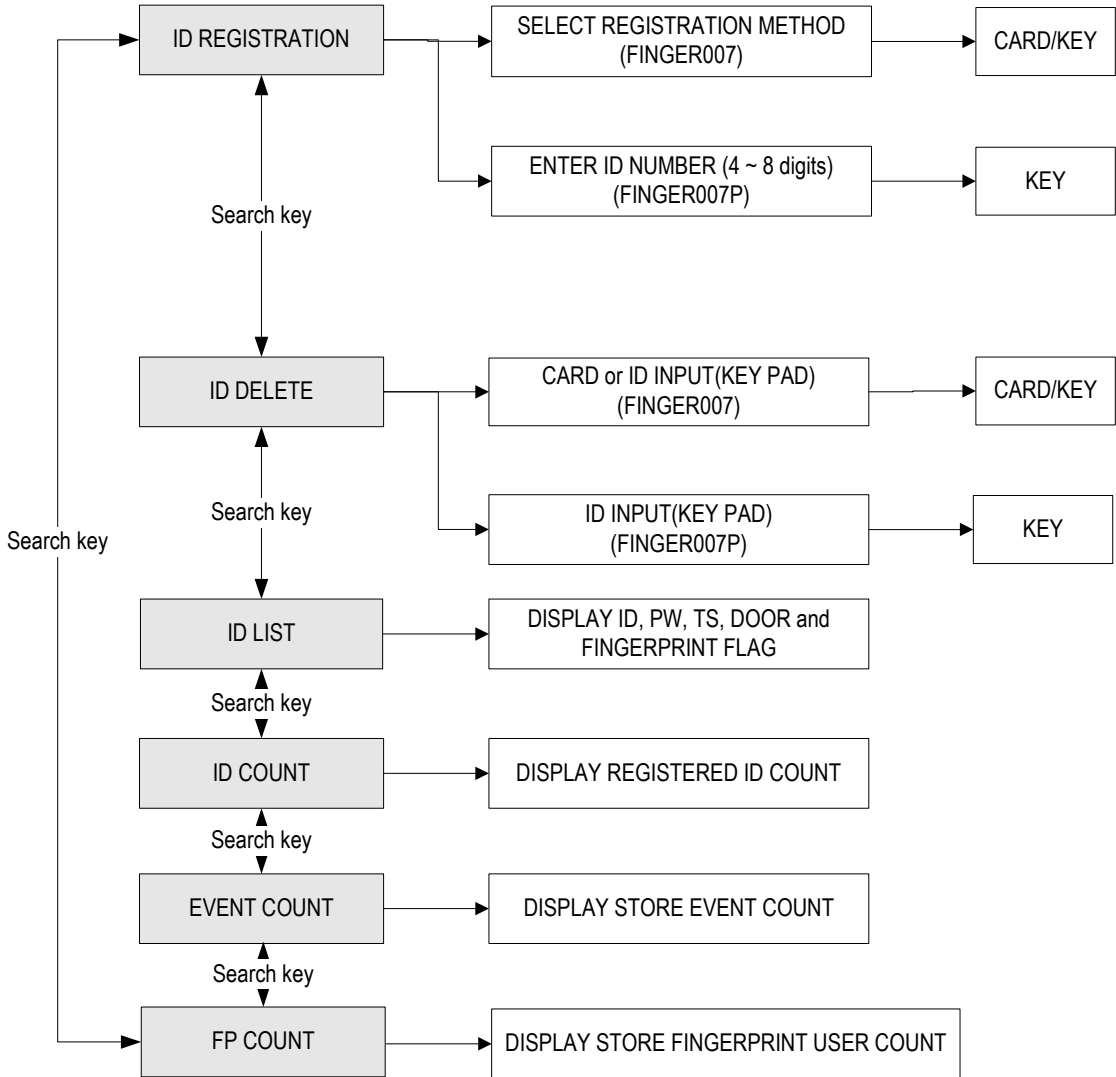 ID REGISTRATION
SELECT REGISTRATION METHOD
(FINGER007)
CARD/KEY
ENTER ID NUMBER (4 ~ 8 digits)
(FINGER007P)
KEY
Search key
ID DELETE
CARD or ID INPUT(KEY PAD)
(FINGER007)
CARD/KEY
Search key
ID INPUT(KEY PAD)
(FINGER007P)
KEY
Search key
ID LIST
DISPLAY ID, PW, TS, DOOR and
FINGERPRINT FLAG
Search key
ID COUNT
DISPLAY REGISTERED ID COUNT
Search key
EVENT COUNT
DISPLAY STORE EVENT COUNT
Search key
FP COUNT
DISPLAY STORE FINGERPRINT USER COUNT